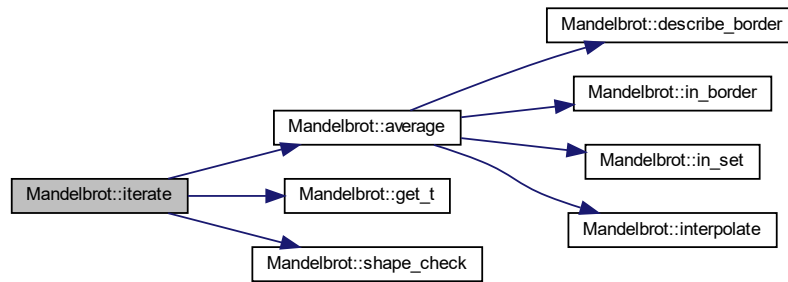 Mandelbrot::iterate
Mandelbrot::average
Mandelbrot::get_t
Mandelbrot::shape_check
Mandelbrot::describe_border
Mandelbrot::in_border
Mandelbrot::in_set
Mandelbrot::interpolate